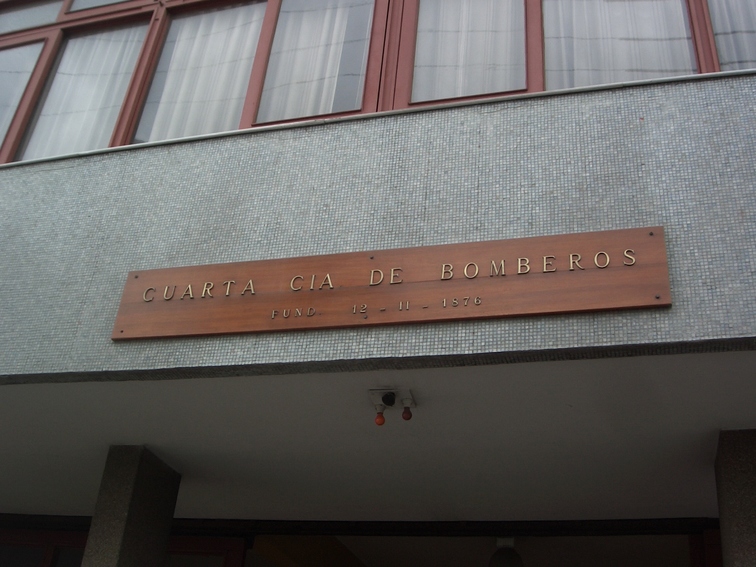 CUARTA CIA DE BOMBEROS
FUND. 12 - 11 - 1876